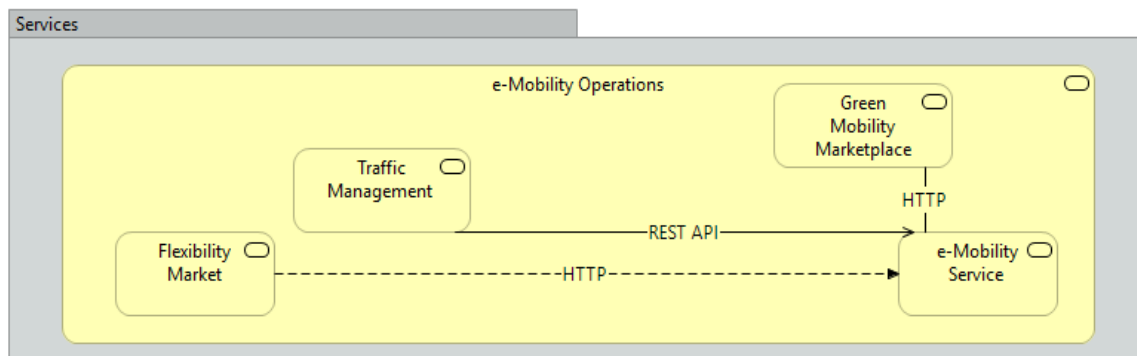 Services
e-Mobility Operations
Green
Mobility
Marketplace
Traffic
Management
HTTP
REST API
Flexibility
Market
e-Mobility
Service
HTTP